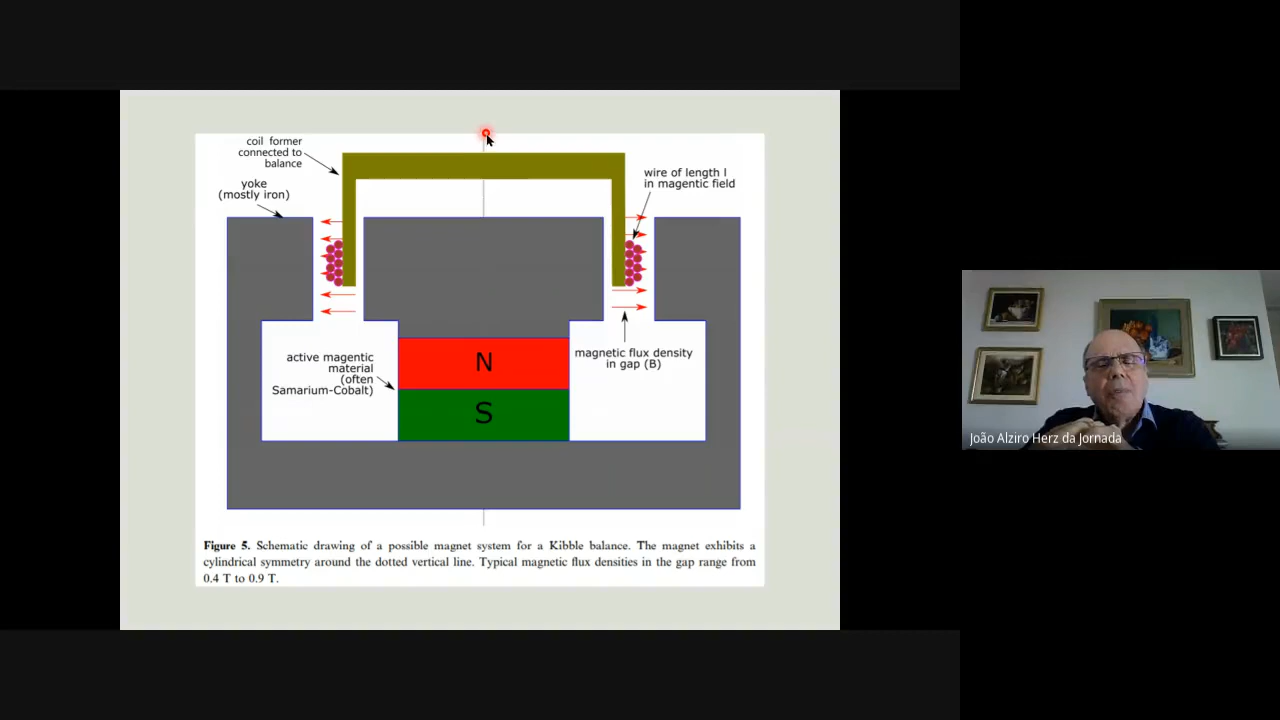 coil former
connected to
balance
yoke
(mostly iron)
wire of length l
in magentic field
active magentic
material
(often
Samarium-Cobalt)
N
S
magnetic flux density
in gap (B)
Figure 5. Schematic drawing of a possible magnet system for a Kibble balance. The magnet exhibits a
cylindrical symmetry around the dotted vertical line. Typical magnetic flux densities in the gap range from
0.4 T to 0.9 T.
João Alziro Herz da Jornada